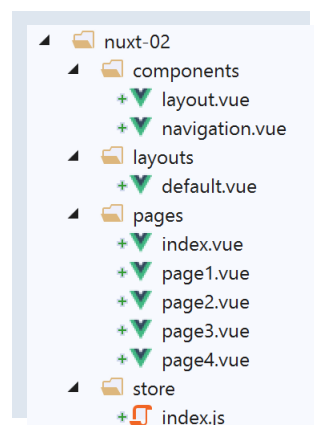 nuxt-02
components
layout.vue
navigation.vue
layouts
default.vue
pages
index.vue
page1.vue
page2.vue
page3.vue
page4.vue
store
index.js